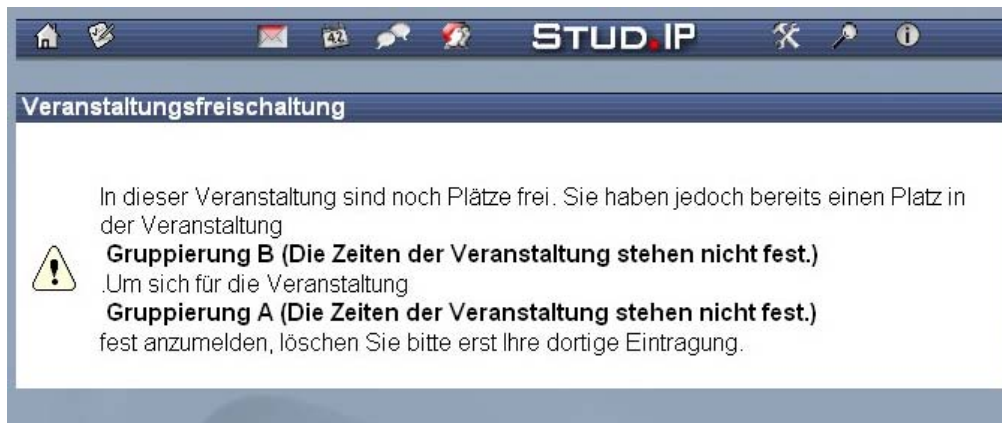 42
STUD.IP
Veranstaltungsfreischaltung
In dieser Veranstaltung sind noch Plätze frei. Sie haben jedoch bereits einen Platz in
der Veranstaltung
Gruppierung B (Die Zeiten der Veranstaltung stehen nicht fest.)
.Um sich für die Veranstaltung
Gruppierung A (Die Zeiten der Veranstaltung stehen nicht fest.)
fest anzumelden, löschen Sie bitte erst Ihre dortige Eintragung.